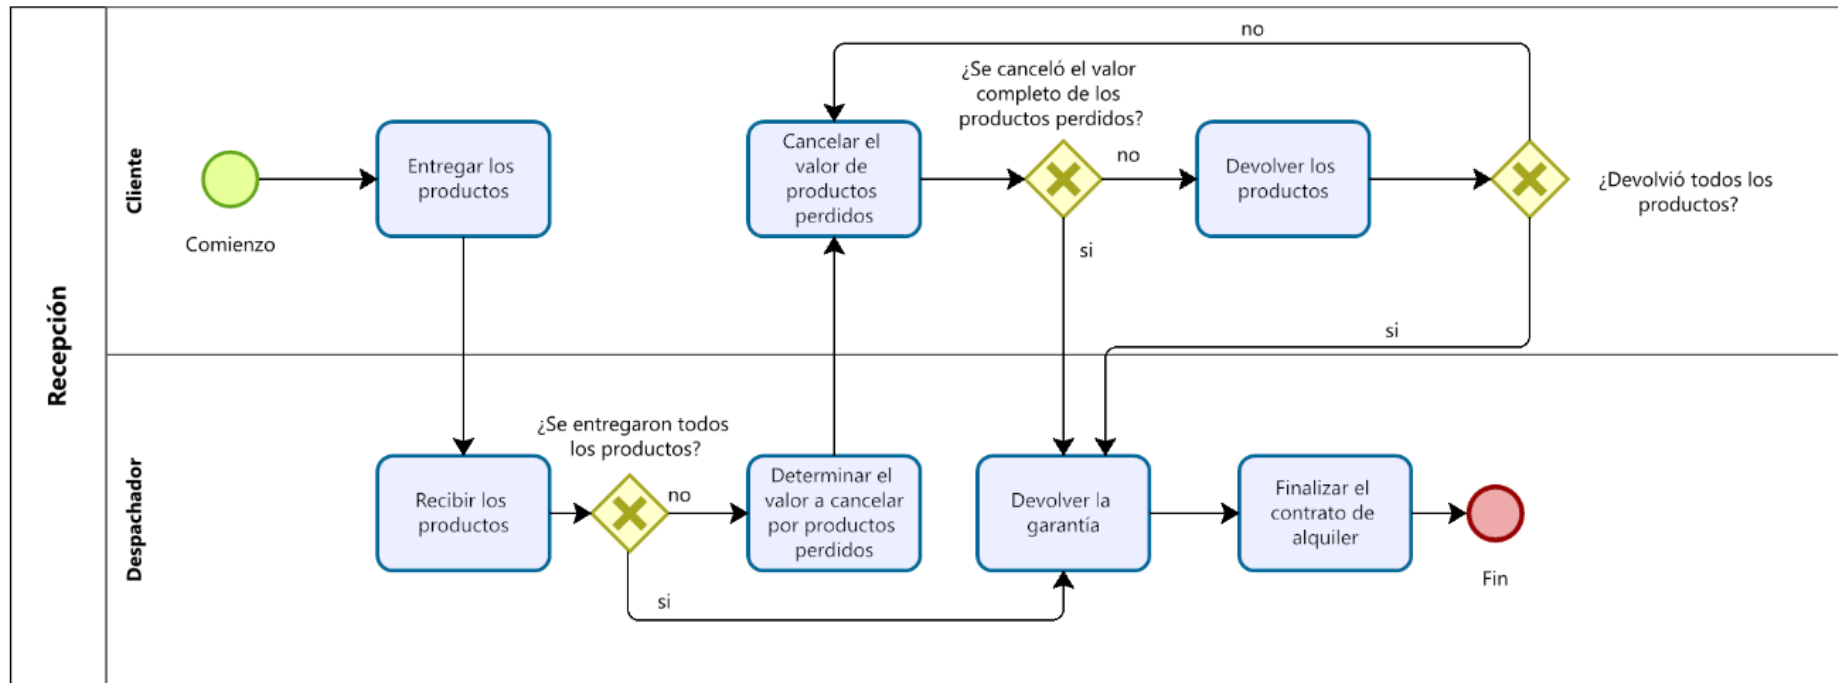 Recepción
Cliente
Comienzo
Entregar los
productos
Cancelar el
valor de
productos
perdidos
¿Se canceló el valor
completo de los
productos perdidos?
no
si
Devolver los
productos
no
¿Devolvió todos los
productos?
si
Despachador
Recibir los
productos
¿Se entregaron todos
los productos?
no
si
Determinar el
valor a cancelar
por productos
perdidos
Devolver la
garantía
Finalizar el
contrato de
alquiler
Fin